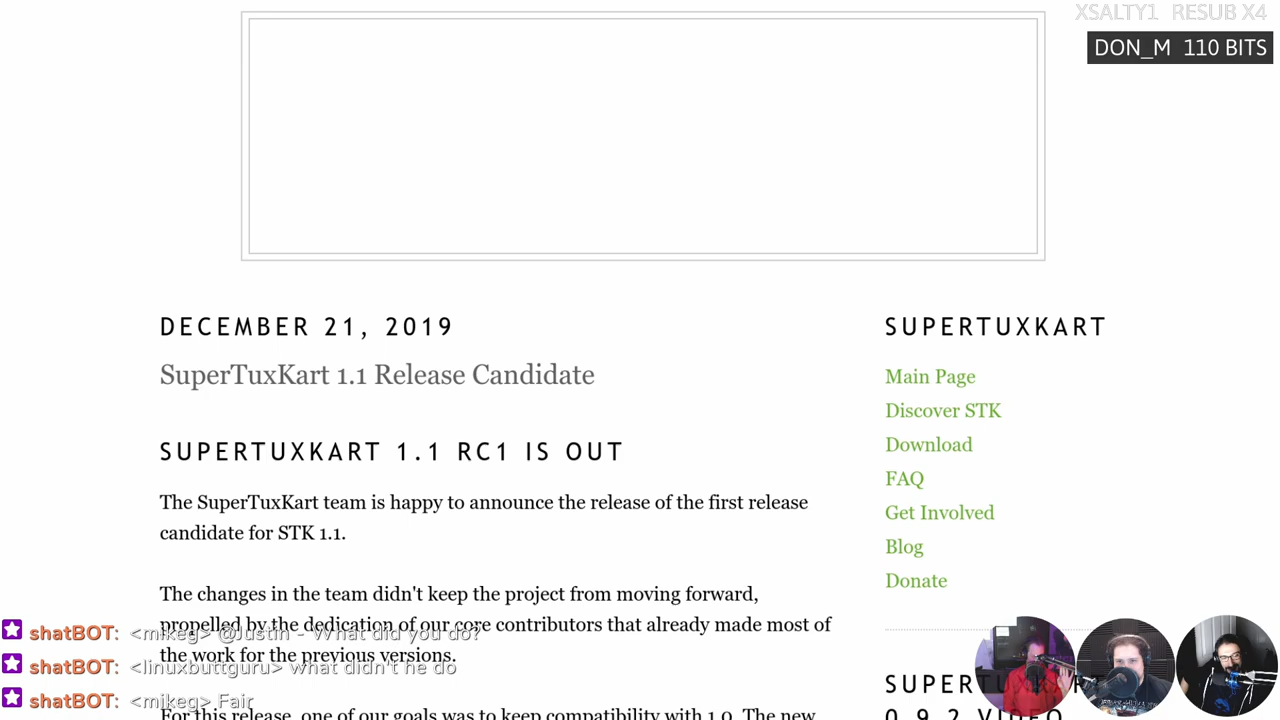 XSALTY1 RESUB X4
DON_M 110 BITS
DECEMBER 21, 2019
SuperTuxKart 1.1 Release Candidate
SUPERTUXKART 1.1 RC1 IS OUT
The SuperTuxKart team is happy to announce the release of the first release
candidate for STK 1.1.
The changes in the team didn't keep the project from moving forward,
propelled by the dedication of our core contributors that already made most of
the work for the previous versions.
For this release, one of our goals was to keep compatibility with 1.0. The new
SUPERTUXKART
Main Page
Discover STK
Download
FAQ
Get Involved
Blog
Donate
SUPERTUXKART
0.9.2 VIDEO
shatBOT: <mikeg> @Justin - What did you do?
shatBOT: <linuxbuttguru> what didn't he do
shatBOT: <mikeg> Fair